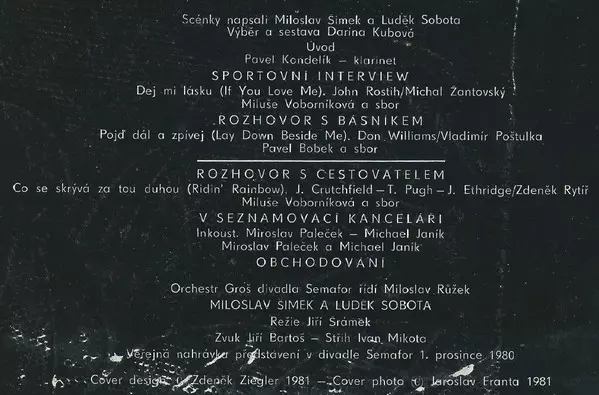 Scénky napsali Miloslav Šimek a Luděk Sobota
Výběr a sestava Darina Kubová
Úvod
Pavel Kondelík – klarinet
SPORTOVNÍ INTERVIEW
Dej mi lásku (If You Love Me). John Rostih/Michal Žantovský
Miluše Voborníková a sbor
ROZHOVOR S BÁSNÍKEM
Pojď dál a zpívej (Lay Down Beside Me). Don Williams/Vladimír Poštulka
Pavel Bobek a sbor
ROZHOVOR S CESTOVATELEM
Co se skrývá za tou duhou (Ridin' Rainbow). J. Crutchfield – T. Pugh – J. Ethridge/Zdeněk Rytíř
Miluše Voborníková a sbor
V SEZNAMOVACÍ KANCELÁŘI
Inkoust. Miroslav Paleček – Michael Janík
Miroslav Paleček a Michael Janík
OBCHODOVÁNÍ
Orchestr Groš divadla Semafor řídí Miloslav Růžek
MILOSLAV ŠIMEK A LUDĚK SOBOTA
Režie Jiří Šrámek
Zvuk Jiří Bartoš – Střih Ivan Mikota
Veřejná nahrávka představení v divadle Semafor 1. prosince 1980
Cover design © Zdeněk Ziegler 1981 – Cover photo © Jaroslav Franta 1981